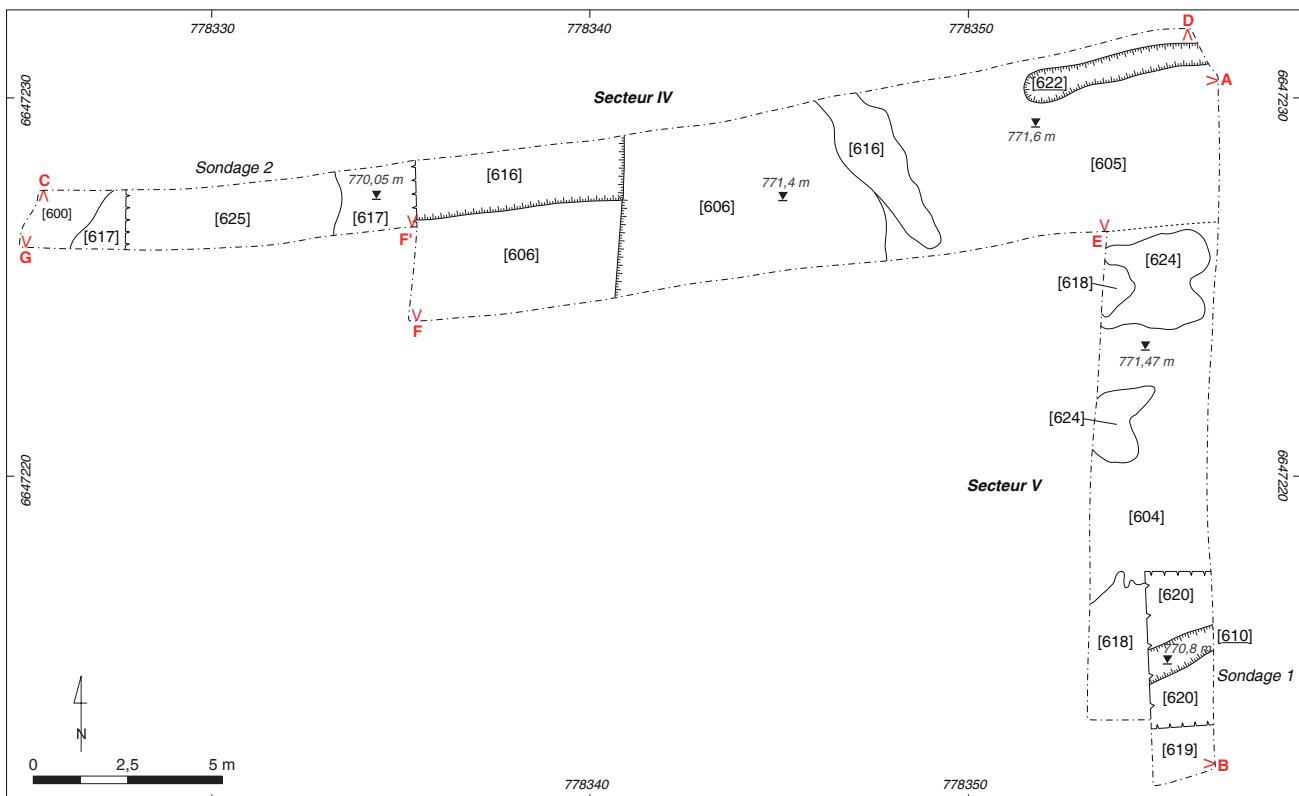 778330
778340
778350
D
6647230
Secteur IV
[622]
A
6647230
771,6 m
Sondage 2
[616]
[605]
C
770,05 m
[616]
771,4 m
[600]
[625]
[617]
[606]
[617]
F'
E
G
[606]
[624]
[618]
F
771,47 m
[624]
6647220
Secteur V
6647220
[604]
[620]
[618]
[610]
770,8 m
Sondage 1
[620]
N
[619]
B
0 2,5 5 m
778340
778350